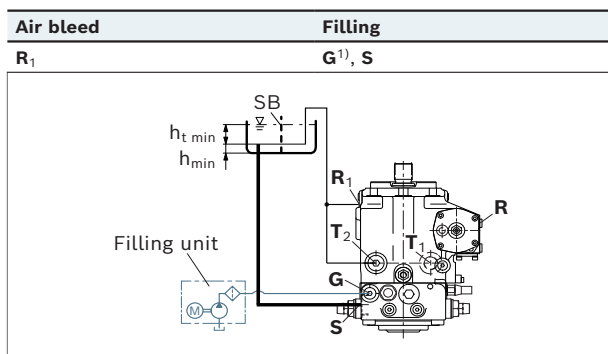 Air bleed Filling
R₁ G¹⁾, S
SB
hₜ ₘᵢₙ
hₘᵢₙ
R₁
R
T₂
T₁
Filling unit
G
M
S